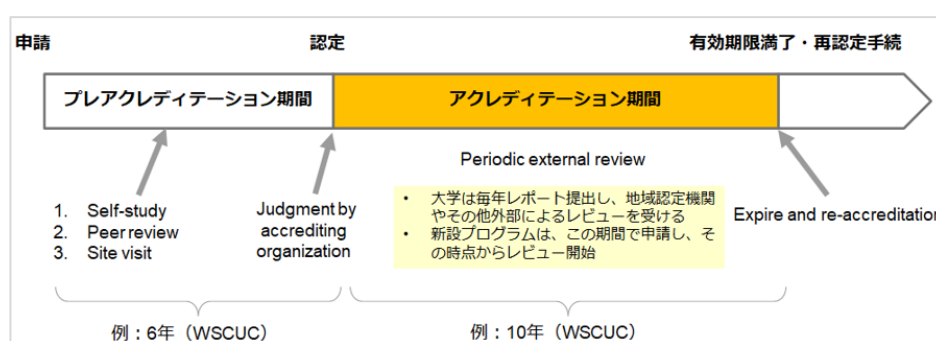 申請
認定
有効期限満了・再認定手続
プレアクレディテーション期間
アクレディテーション期間
Periodic external review
1. Self-study
2. Peer review
3. Site visit
Judgment by
accrediting
organization
• 大学は毎年レポート提出し、地域認定機関
やその他外部によるレビューを受ける
• 新設プログラムは、この期間で申請し、そ
の時点からレビュー開始
Expire and re-accreditation
例：6年（WSCUC）
例：10年（WSCUC）